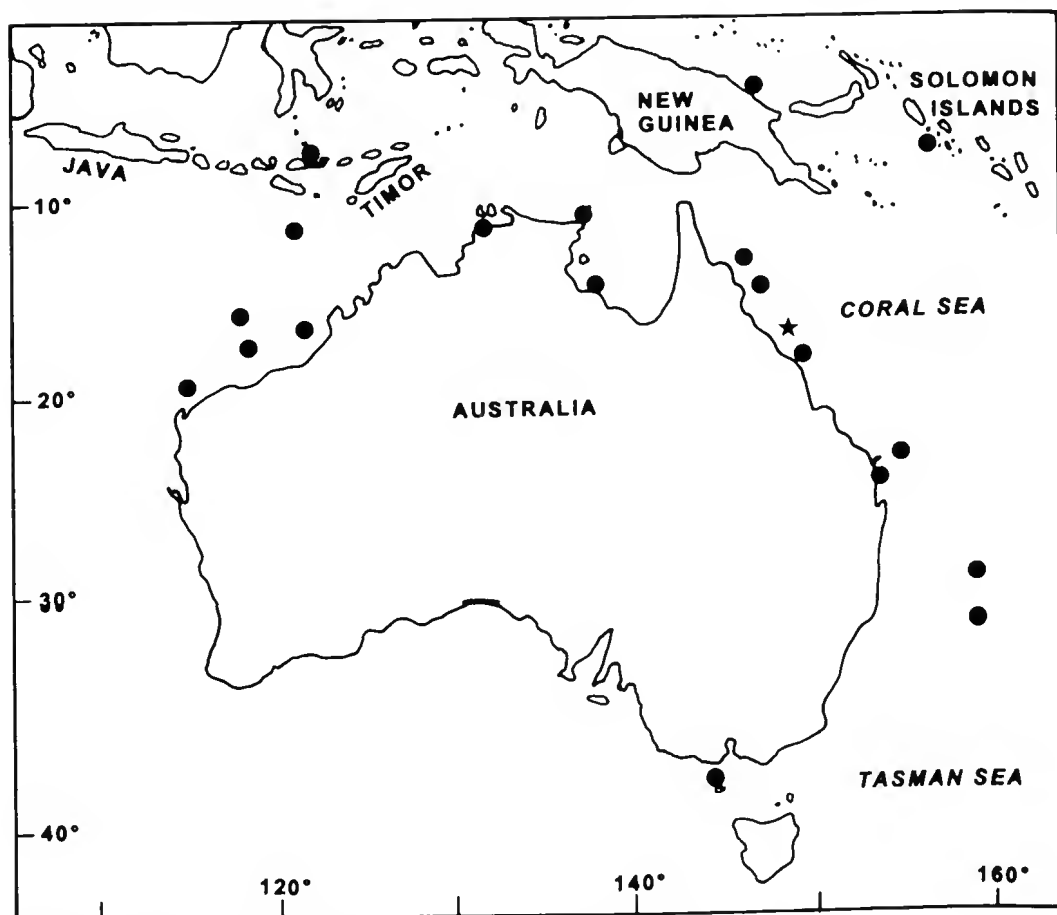 SOLOMON
ISLANDS
NEW
GUINEA
JAVA
TIMOR
10°
CORAL SEA
20°
AUSTRALIA
30°
TASMAN SEA
40°
120°
140°
160°